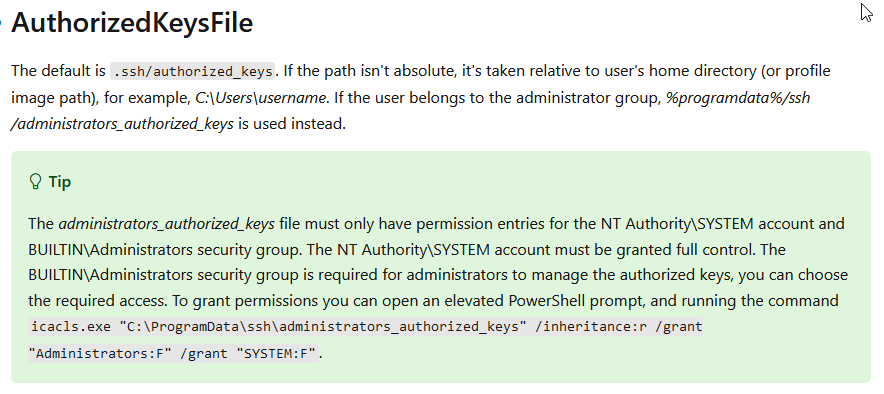 AuthorizedKeysFile
The default is .ssh/authorized_keys. If the path isn't absolute, it's taken relative to user's home directory (or profile
image path), for example, C:\Users\username. If the user belongs to the administrator group, %programdata%/ssh
/administrators_authorized_keys is used instead.
Tip
The administrators_authorized_keys file must only have permission entries for the NT Authority\SYSTEM account and
BUILTIN\Administrators security group. The NT Authority\SYSTEM account must be granted full control. The
BUILTIN\Administrators security group is required for administrators to manage the authorized keys, you can choose
the required access. To grant permissions you can open an elevated PowerShell prompt, and running the command
icacls.exe "C:\ProgramData\ssh\administrators_authorized_keys" /inheritance:r /grant
"Administrators:F" /grant "SYSTEM:F".